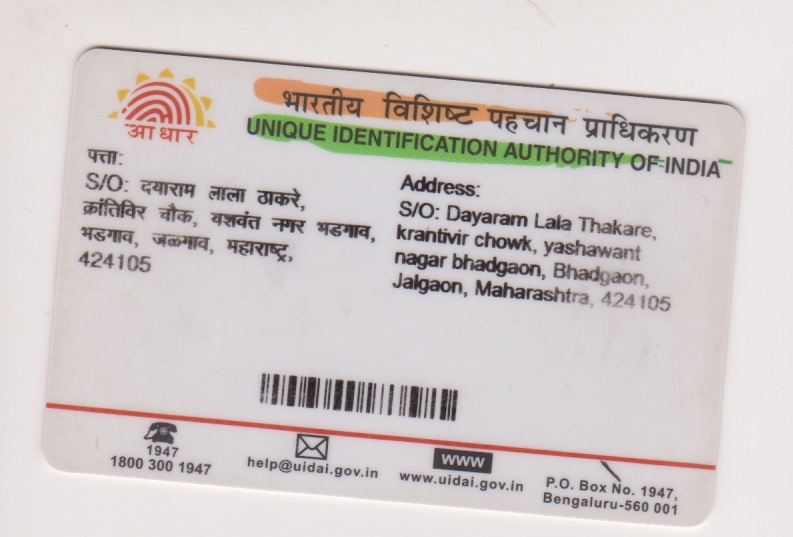 भारतीय विशिष्ट पहचान प्राधिकरण
UNIQUE IDENTIFICATION AUTHORITY OF INDIA
आधार
पत्ता:
S/O: दयाराम लाला ठाकरे,
क्रांतिविर चौक, यशवंत नगर भडगाव,
भडगाव, जळगाव, महाराष्ट्र,
424105
Address:
S/O: Dayaram Lala Thakare,
krantivir chowk, yashawant
nagar bhadgaon, Bhadgaon,
Jalgaon, Maharashtra, 424105
1947
1800 300 1947
help@uidai.gov.in
www
www.uidai.gov.in
P.O. Box No. 1947,
Bengaluru-560 001